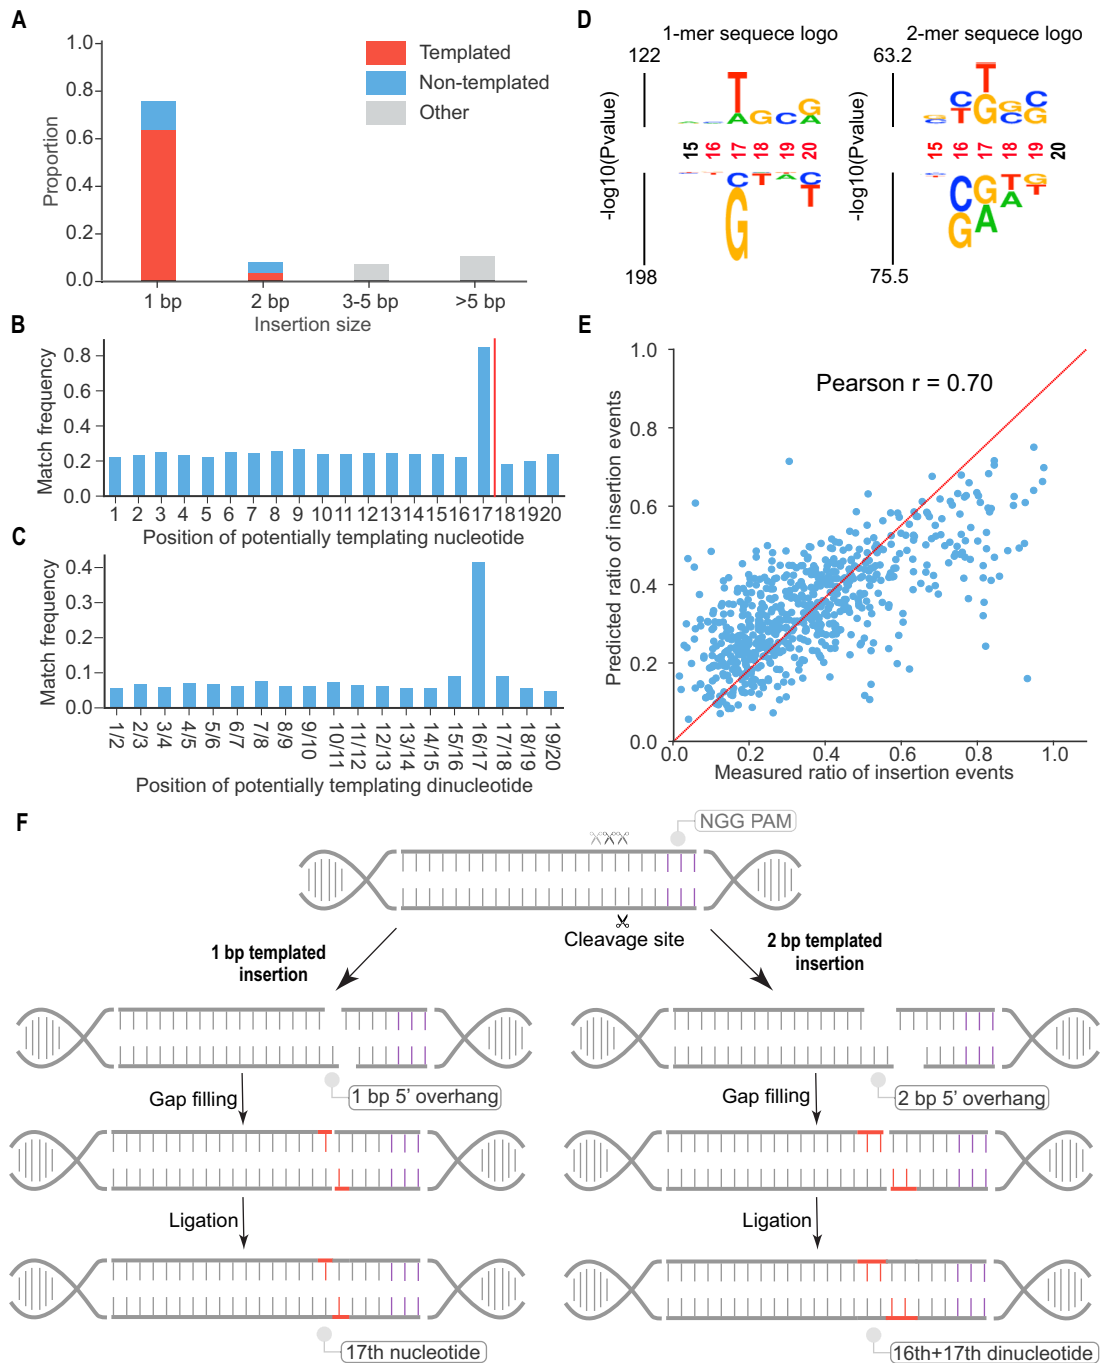 A
1.0
0.8
0.6
0.4
0.2
0.0
Proportion
Templated
Non-templated
Other
1 bp 2 bp 3-5 bp >5 bp
Insertion size
B
0.8
0.6
0.4
0.2
0.0
Match frequency
1 2 3 4 5 6 7 8 9 10 11 12 13 14 15 16 17 18 19 20
Position of potentially templating nucleotide
C
0.4
0.3
0.2
0.1
0.0
Match frequency
1/2 2/3 3/4 4/5 5/6 6/7 7/8 8/9 9/10 10/11 11/12 12/13 13/14 14/15 15/16 16/17 17/18 18/19 19/20
Position of potentially templating dinucleotide
D
1-mer sequece logo
122
-log10(Pvalue)
198
T G
A G C A
15 16 17 18 19 20
C T A C
G T
2-mer sequece logo
63.2
-log10(Pvalue)
75.5
T
C G G C
T C G
15 16 17 18 19 20
C G T G
G A A T
E
Pearson r = 0.70
1.0
0.8
0.6
0.4
0.2
0.0
Predicted ratio of insertion events
0.0 0.2 0.4 0.6 0.8 1.0
Measured ratio of insertion events
F
NGG PAM
Cleavage site
1 bp templated
insertion
2 bp templated
insertion
1 bp 5' overhang
2 bp 5' overhang
Gap filling
Gap filling
Ligation
Ligation
17th nucleotide
16th+17th dinucleotide